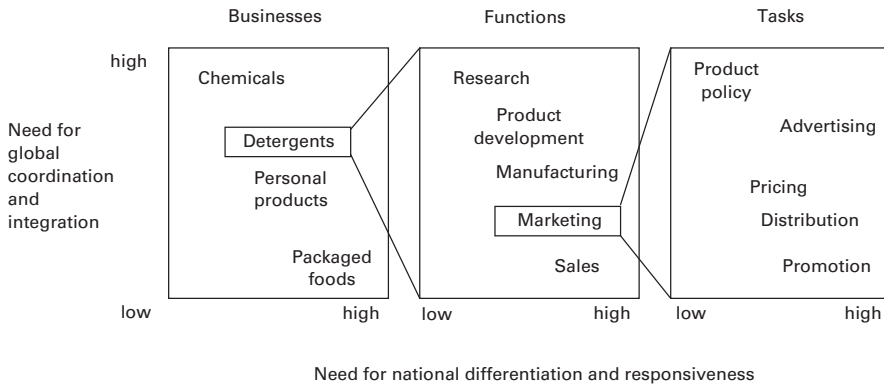 Businesses
Functions
Tasks
high
Need for
global
coordination
and
integration
Chemicals
Detergents
Personal
products
Packaged
foods
Research
Product
development
Manufacturing
Marketing
Sales
Product
policy
Advertising
Pricing
Distribution
Promotion
low
high
low
high
low
high
Need for national differentiation and responsiveness